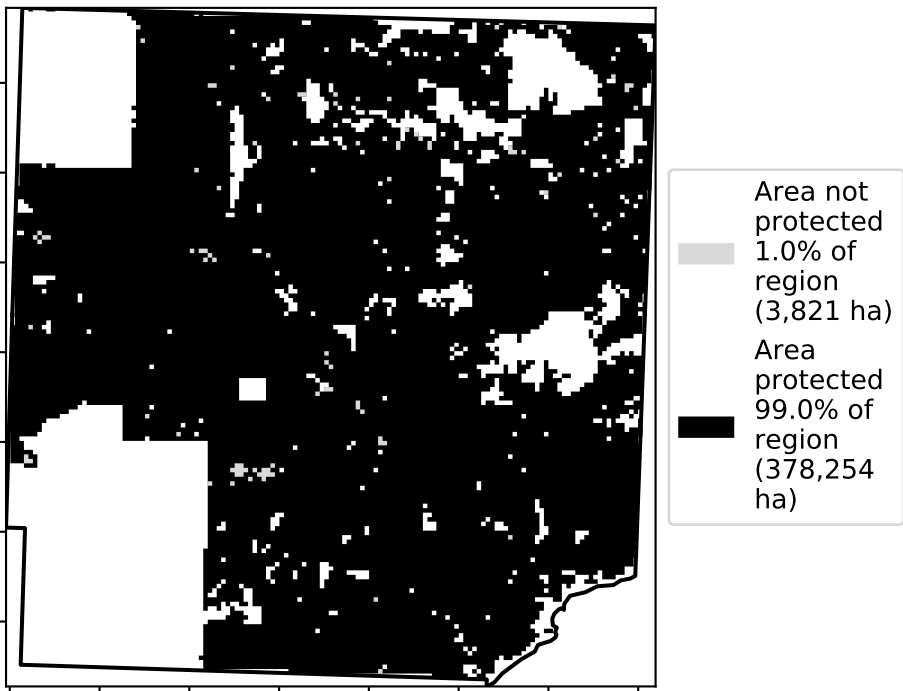 Area not
protected
1.0% of
region
(3,821 ha)
Area
protected
99.0% of
region
(378,254
ha)